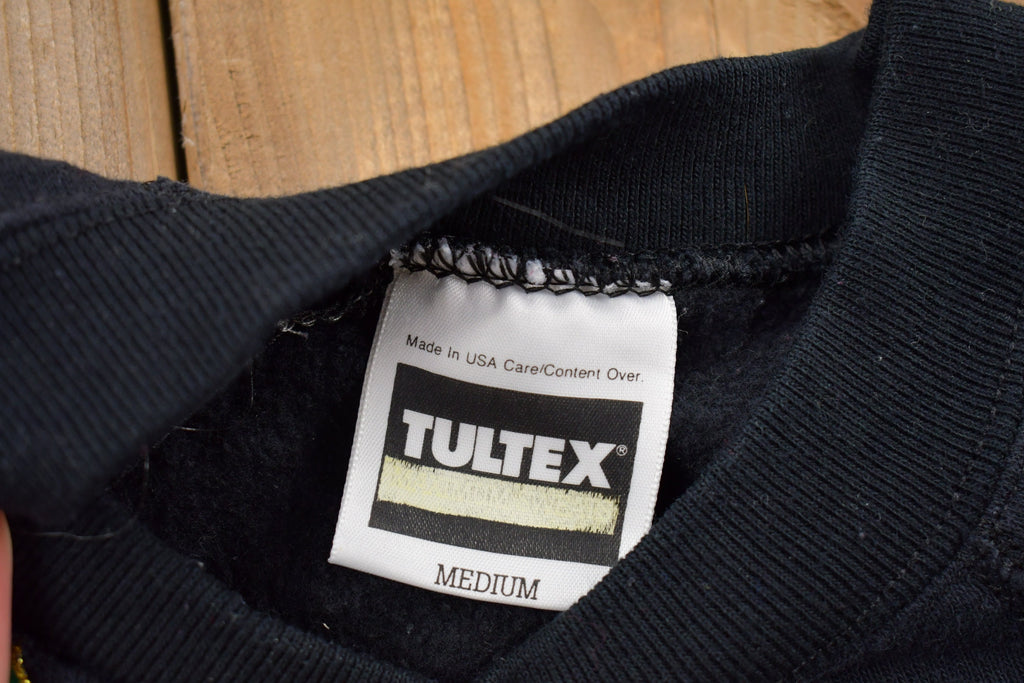 Made In USA Care/Content Over.
TULTEX®
MEDIUM